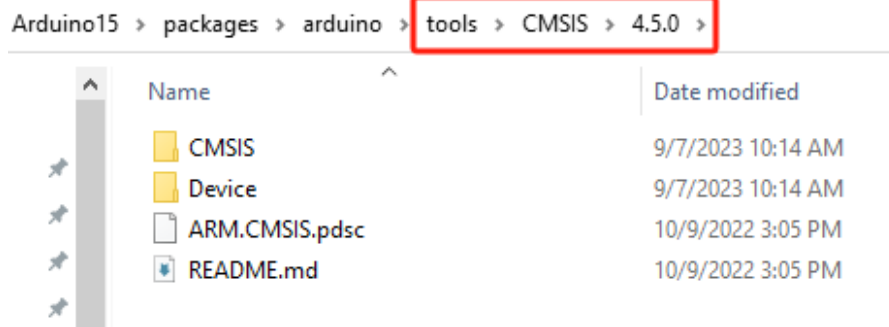 Arduino15 > packages > arduino > tools > CMSIS > 4.5.0 >
Name Date modified
CMSIS 9/7/2023 10:14 AM
Device 9/7/2023 10:14 AM
ARM.CMSIS.pdsc 10/9/2022 3:05 PM
README.md 10/9/2022 3:05 PM